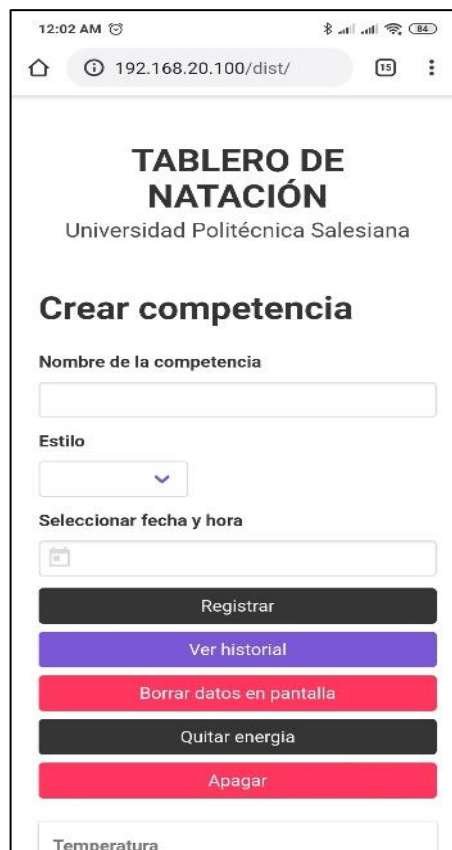 12:02 AM 84
192.168.20.100/dist/ 15
TABLERO DE
NATACIÓN
Universidad Politécnica Salesiana
Crear competencia
Nombre de la competencia
Estilo
Seleccionar fecha y hora
Registrar
Ver historial
Borrar datos en pantalla
Quitar energia
Apagar
Temperatura